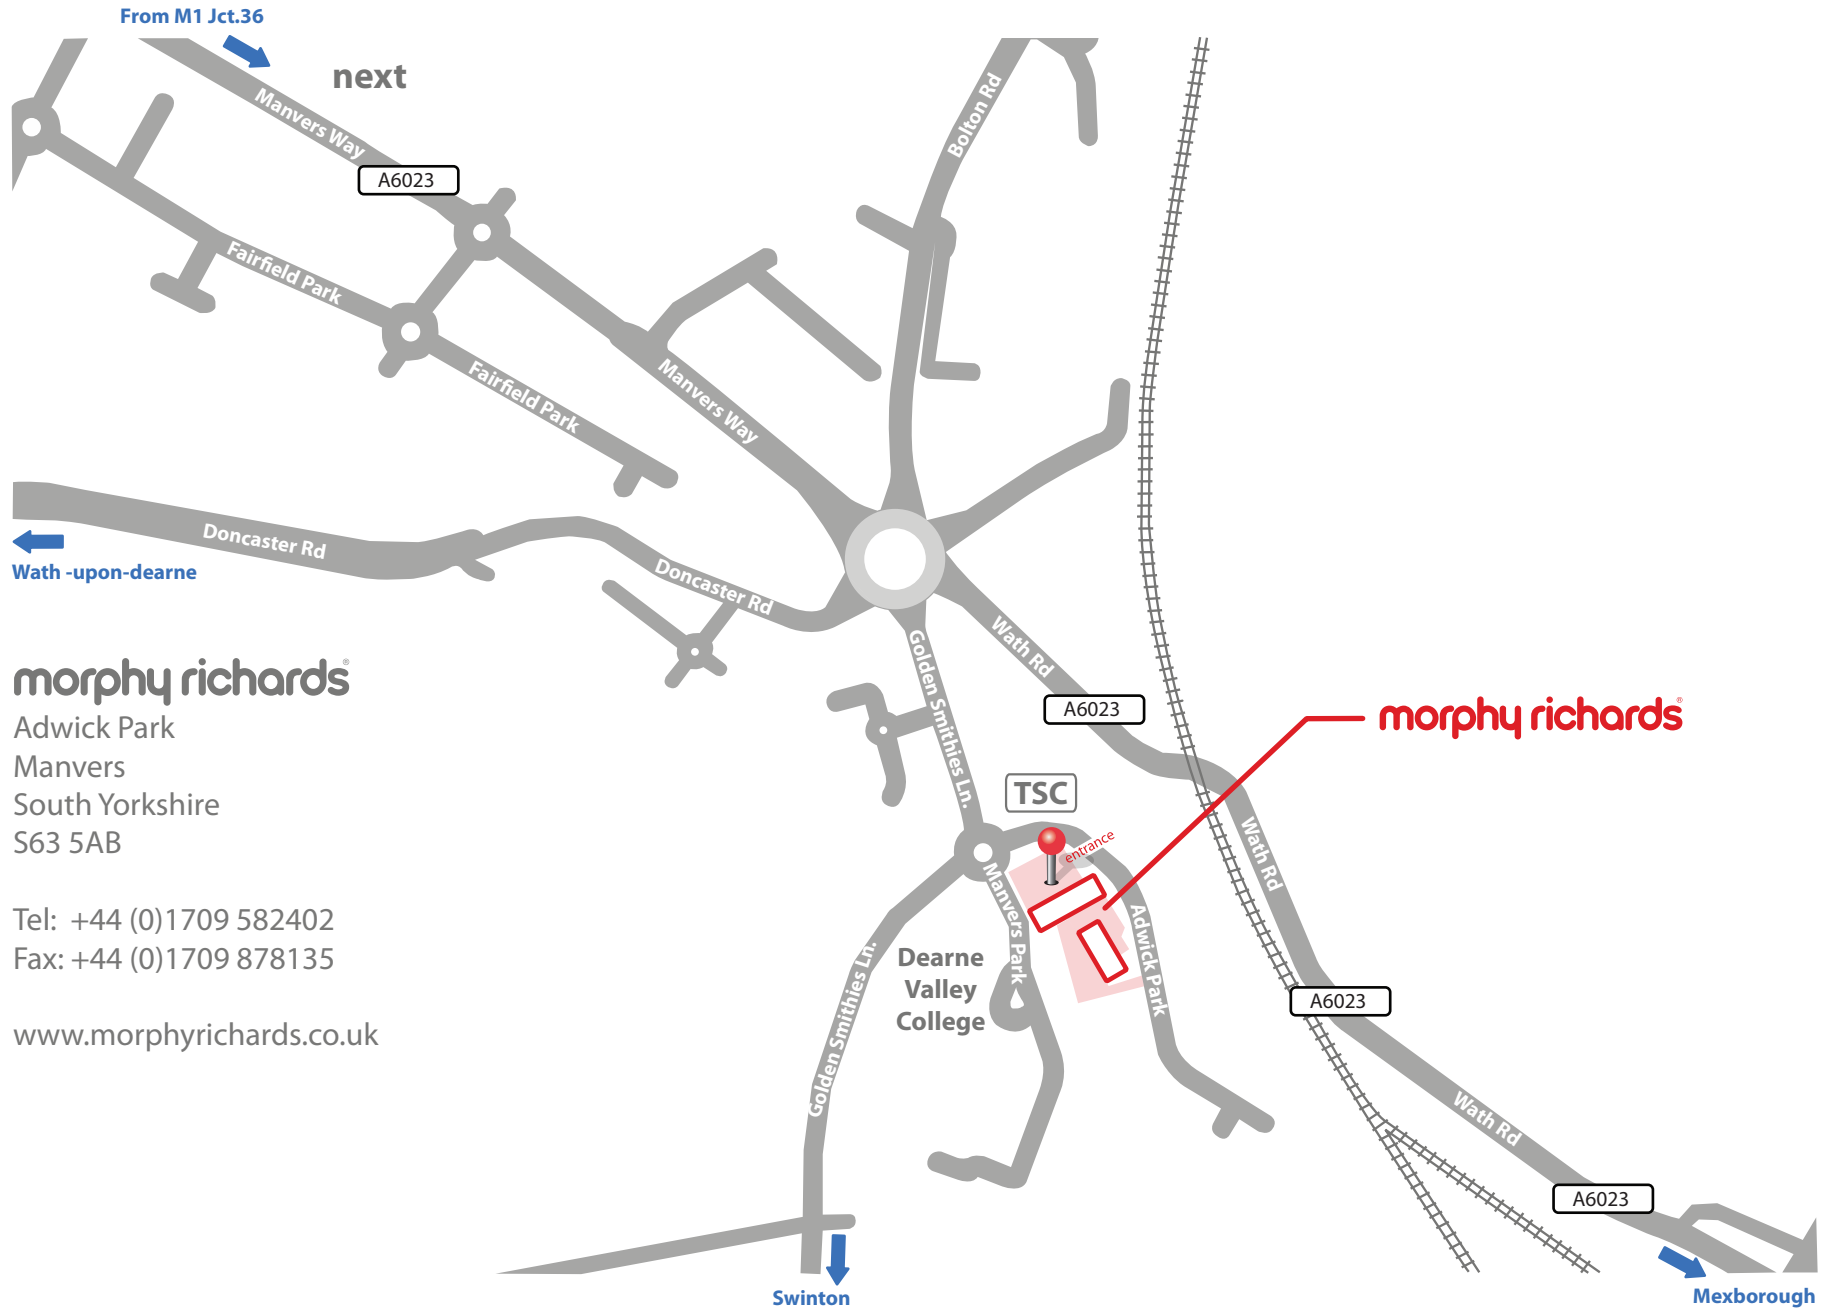 From M1 Jct.36
next
Manvers Way
A6023
Bolton Rd
Fairfield Park
Fairfield Park
Manvers Way
Doncaster Rd
Wath -upon-dearne
Doncaster Rd
Wath Rd
Golden Smithies Ln.
A6023
morphy richards®
Adwick Park
Manvers
South Yorkshire
S63 5AB
Tel: +44 (0)1709 582402
Fax: +44 (0)1709 878135
www.morphyrichards.co.uk
morphy richards®
TSC
entrance
Wath Rd
Manvers Park
Adwick Park
Dearne
Valley
College
Golden Smithies Ln.
A6023
Wath Rd
A6023
Swinton
Mexborough